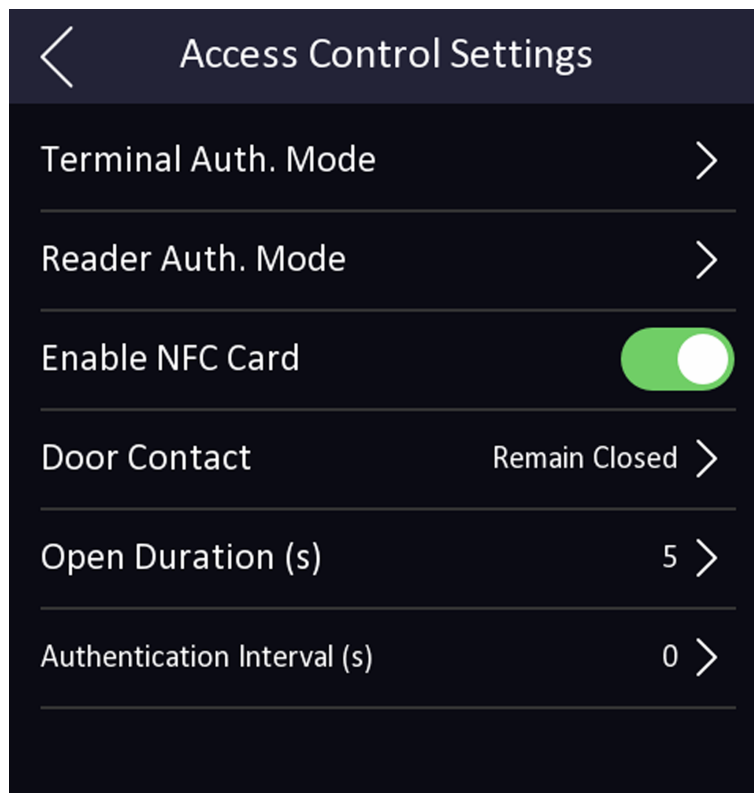 Access Control Settings
Terminal Auth. Mode
Reader Auth. Mode
Enable NFC Card
Door Contact Remain Closed
Open Duration (s) 5
Authentication Interval (s) 0